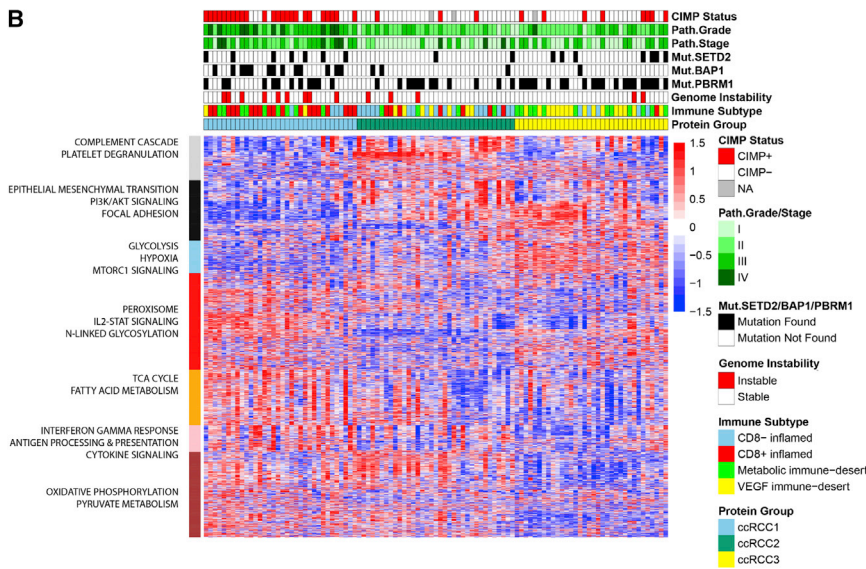 B
CIMP Status
Path.Grade
Path.Stage
Mut.SETD2
Mut.BAP1
Mut.PBRM1
Genome Instability
Immune Subtype
Protein Group
COMPLEMENT CASCADE
PLATELET DEGRANULATION
EPITHELIAL MESENCHYMAL TRANSITION
PI3K/AKT SIGNALING
FOCAL ADHESION
GLYCOLYSIS
HYPOXIA
MTORC1 SIGNALING
PEROXISOME
IL2-STAT SIGNALING
N-LINKED GLYCOSYLATION
TCA CYCLE
FATTY ACID METABOLISM
INTERFERON GAMMA RESPONSE
ANTIGEN PROCESSING & PRESENTATION
CYTOKINE SIGNALING
OXIDATIVE PHOSPHORYLATION
PYRUVATE METABOLISM
1.5
1
0.5
0
−0.5
−1
−1.5
CIMP Status
CIMP+
CIMP−
NA
Path.Grade/Stage
I
II
III
IV
Mut.SETD2/BAP1/PBRM1
Mutation Found
Mutation Not Found
Genome Instability
Instable
Stable
Immune Subtype
CD8− inflamed
CD8+ inflamed
Metabolic immune−desert
VEGF immune−desert
Protein Group
ccRCC1
ccRCC2
ccRCC3